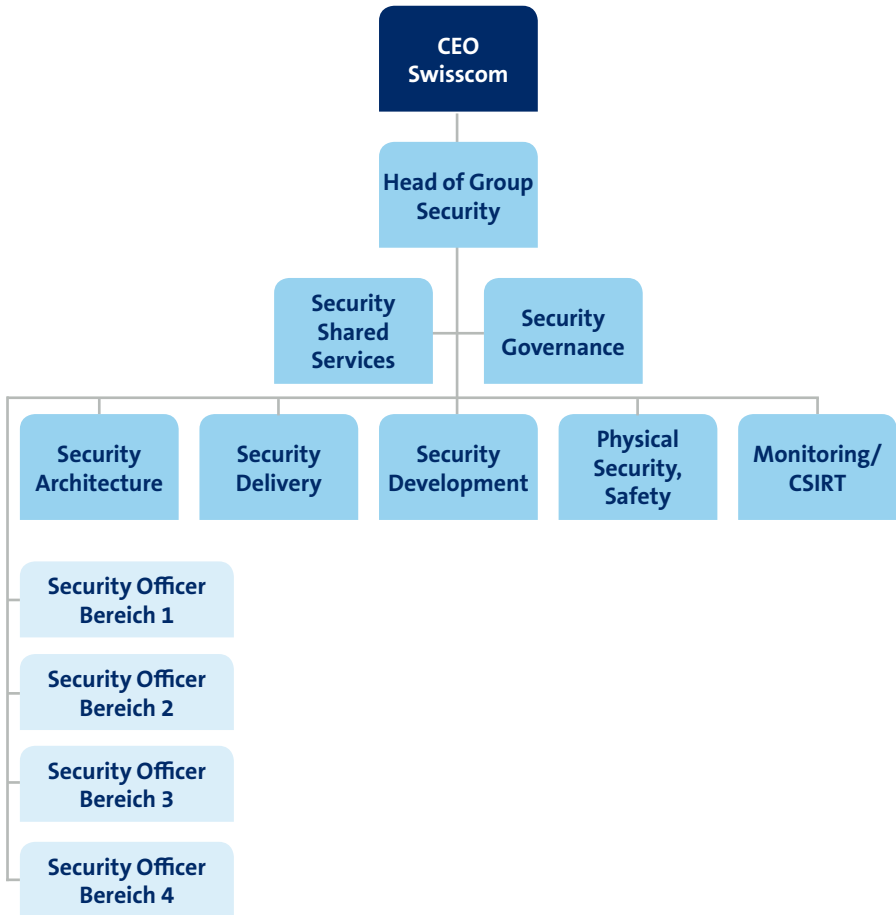 CEO
Swisscom
Head of Group
Security
Security
Shared
Services
Security
Governance
Security
Architecture
Security
Delivery
Security
Development
Physical
Security,
Safety
Monitoring/
CSIRT
Security Officer
Bereich 1
Security Officer
Bereich 2
Security Officer
Bereich 3
Security Officer
Bereich 4